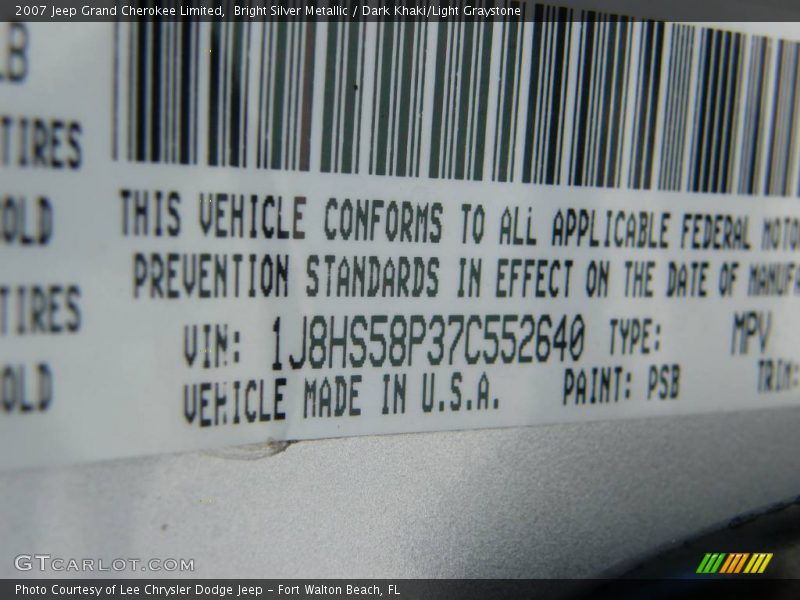 2007 Jeep Grand Cherokee Limited, Bright Silver Metallic / Dark Khaki/Light Graystone
LB
TIRES
OLD
TIRES
OLD
THIS VEHICLE CONFORMS TO ALL APPLICABLE FEDERAL MOTO
PREVENTION STANDARDS IN EFFECT ON THE DATE OF MANUFA
VIN: 1J8HS58P37C552640 TYPE: MPV
VEHICLE MADE IN U.S.A. PAINT: PSB TRIM:
GTCARLOT.COM
Photo Courtesy of Lee Chrysler Dodge Jeep - Fort Walton Beach, FL